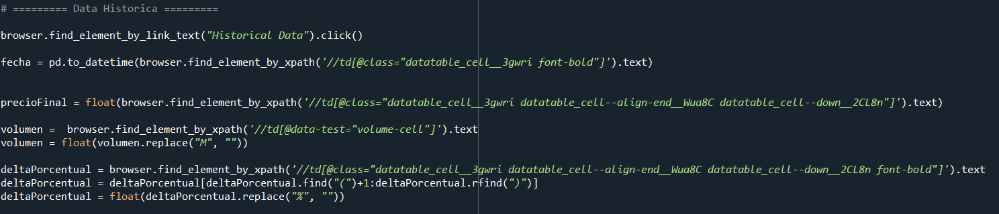 # ========= Data Historica =========
browser.find_element_by_link_text("Historical Data").click()
fecha = pd.to_datetime(browser.find_element_by_xpath('//td[@class="datatable_cell__3gwri font-bold"]').text)
precioFinal = float(browser.find_element_by_xpath('//td[@class="datatable_cell__3gwri datatable_cell--align-end__Wua8C datatable_cell--down__2CL8n"]').text)
volumen =  browser.find_element_by_xpath('//td[@data-test="volume-cell"]').text
volumen = float(volumen.replace("M", ""))
deltaPorcentual = browser.find_element_by_xpath('//td[@class="datatable_cell__3gwri datatable_cell--align-end__Wua8C datatable_cell--down__2CL8n font-bold"]').text
deltaPorcentual = deltaPorcentual[deltaPorcentual.find("(")+1:deltaPorcentual.rfind(")")]
deltaPorcentual = float(deltaPorcentual.replace("%", ""))